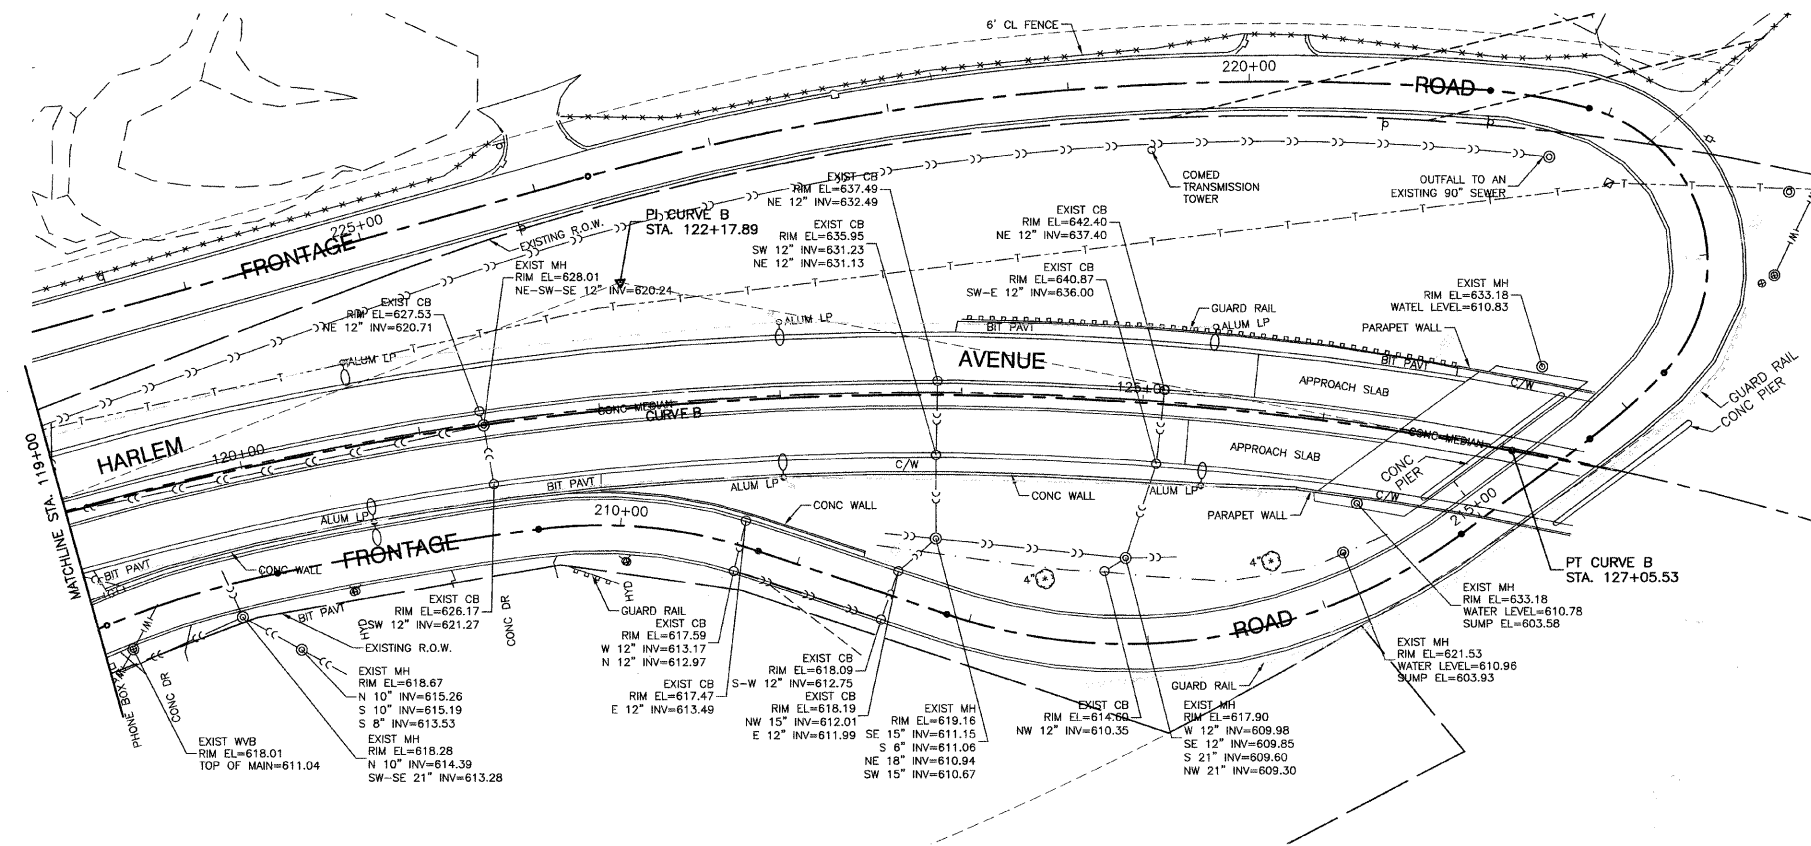 6' CL FENCE
220+00
ROAD
COMED
TRANSMISSION
TOWER
OUTFALL TO AN
EXISTING 90" SEWER
EXIST CB
RIM EL=637.49
NE 12" INV=632.49
225+00
FRONTAGE
EXISTING R.O.W.
PI CURVE B
STA. 122+17.89
EXIST CB
RIM EL=635.95
SW 12" INV=631.23
NE 12" INV=631.13
EXIST CB
RIM EL=642.40
NE 12" INV=637.40
EXIST CB
RIM EL=640.87
SW-E 12" INV=636.00
EXIST MH
RIM EL=628.01
NE-SW-SE 12" INV=620.24
EXIST CB
RIM EL=627.53
NE 12" INV=620.71
EXIST MH
RIM EL=633.18
WATEL LEVEL=610.83
GUARD RAIL
ALUM LP
BIT PAVT
ALUM LP
PARAPET WALL
BIT PAVT
ALUM LP
AVENUE
APPROACH SLAB
C/W
GUARD RAIL
CONC PIER
125+00
CONC MEDIAN
CURVE B
CONC MEDIAN
HARLEM
120+00
APPROACH SLAB
CONC
PIER
C/W
BIT PAVT
ALUM LP
CONC WALL
ALUM LP
C/W
215+00
MATCHLINE STA. 119+00
ALUM LP
210+00
CONC WALL
PARAPET WALL
FRONTAGE
BIT PAVT
CONC WALL
PT CURVE B
STA. 127+05.53
4"
4"
HYD
CONC DR
GUARD RAIL
BIT PAVT
HYD
EXISTING R.O.W.
EXIST CB
RIM EL=626.17
SW 12" INV=621.27
EXIST CB
RIM EL=617.59
W 12" INV=613.17
N 12" INV=612.97
EXIST MH
RIM EL=633.18
WATER LEVEL=610.78
SUMP EL=603.58
ROAD
EXIST MH
RIM EL=621.53
WATER LEVEL=610.96
SUMP EL=603.93
EXIST CB
RIM EL=618.09
S-W 12" INV=612.75
EXIST MH
RIM EL=618.67
N 10" INV=615.26
S 10" INV=615.19
S 8" INV=613.53
EXIST CB
RIM EL=617.47
E 12" INV=613.49
EXIST CB
RIM EL=618.19
NW 15" INV=612.01
E 12" INV=611.99
GUARD RAIL
PHONE BOX
CONC DR
EXIST MH
RIM EL=619.16
SE 15" INV=611.15
S 6" INV=611.06
NE 18" INV=610.94
SW 15" INV=610.67
EXIST CB
RIM EL=614.60
NW 12" INV=610.35
EXIST MH
RIM EL=617.90
W 12" INV=609.98
SE 12" INV=609.85
S 21" INV=609.60
NW 21" INV=609.30
EXIST WVB
RIM EL=618.01
TOP OF MAIN=611.04
EXIST MH
RIM EL=618.28
N 10" INV=614.39
SW-SE 21" INV=613.28